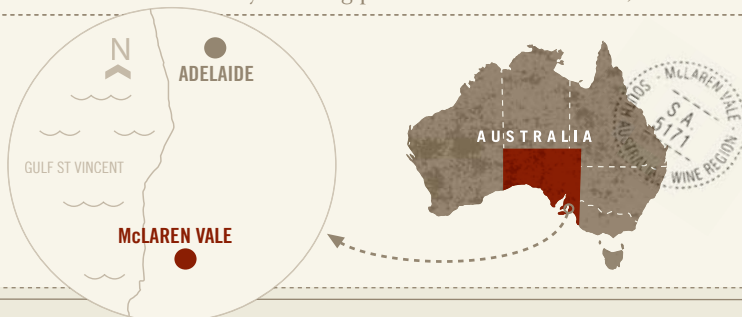 N
ADELAIDE
GULF ST VINCENT
McLAREN VALE
AUSTRALIA
McLAREN VALE
S.A.
5171
WINE REGION